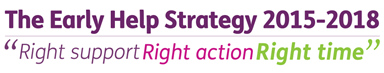 The Early Help Strategy 2015-2018
“Right support Right action Right time”